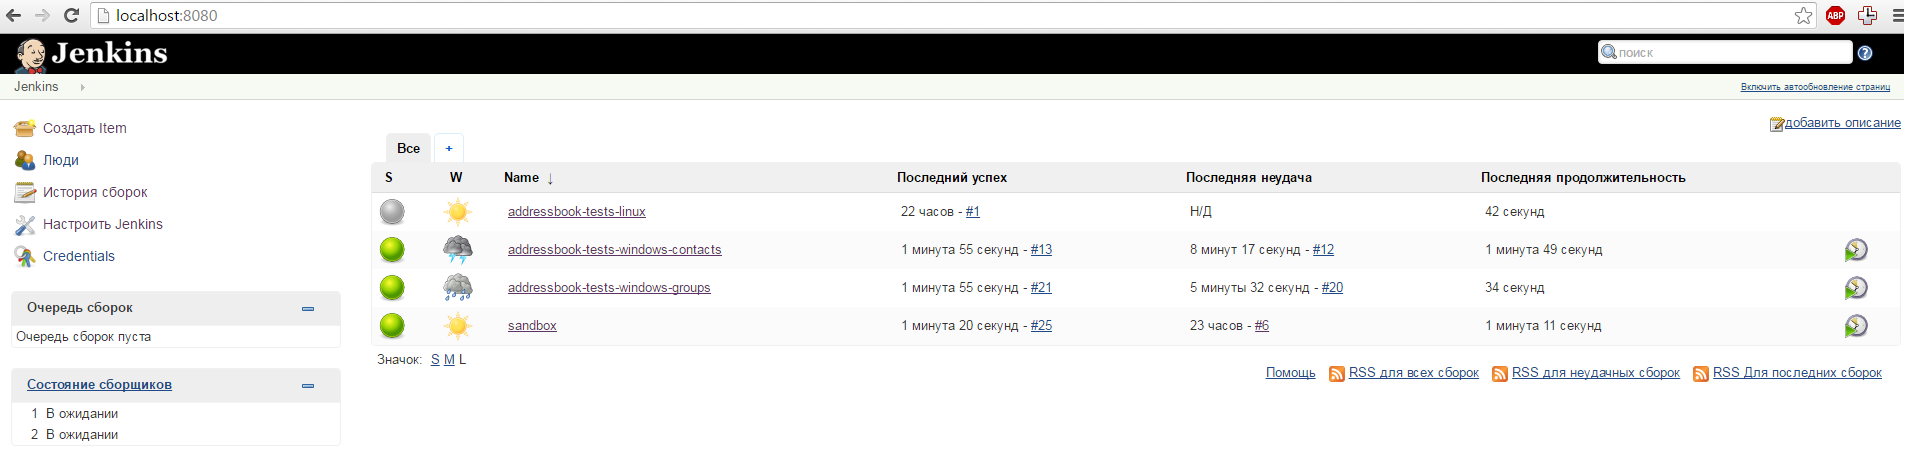 localhost:8080
ABP
Jenkins
поиск
Jenkins
Включить автообновление страниц
Создать Item
Люди
История сборок
Настроить Jenkins
Credentials
Очередь сборок
Очередь сборок пуста
Состояние сборщиков
1 В ожидании
2 В ожидании
добавить описание
Все +
S W Name ↓ Последний успех Последняя неудача Последняя продолжительность
addressbook-tests-linux 22 часов - #1 Н/Д 42 секунд
addressbook-tests-windows-contacts 1 минута 55 секунд - #13 8 минут 17 секунд - #12 1 минута 49 секунд
addressbook-tests-windows-groups 1 минута 55 секунд - #21 5 минуты 32 секунд - #20 34 секунд
sandbox 1 минута 20 секунд - #25 23 часов - #6 1 минута 11 секунд
Значок: S M L
Помощь RSS для всех сборок RSS для неудачных сборок RSS Для последних сборок